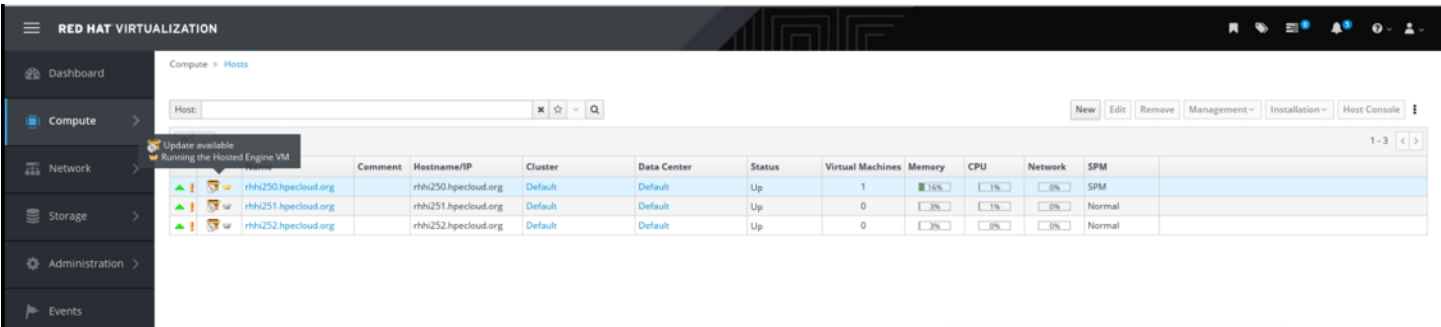 RED HAT VIRTUALIZATION
Dashboard
Compute
Network
Storage
Administration
Events
Compute > Hosts
Host:
New Edit Remove Management Installation Host Console
1 - 3
Update available
Running the Hosted Engine VM
Name Comment Hostname/IP Cluster Data Center Status Virtual Machines Memory CPU Network SPM
rhhi250.hpecloud.org rhhi250.hpecloud.org Default Default Up 1 16% 1% 0% SPM
rhhi251.hpecloud.org rhhi251.hpecloud.org Default Default Up 0 3% 1% 0% Normal
rhhi252.hpecloud.org rhhi252.hpecloud.org Default Default Up 0 3% 0% 0% Normal